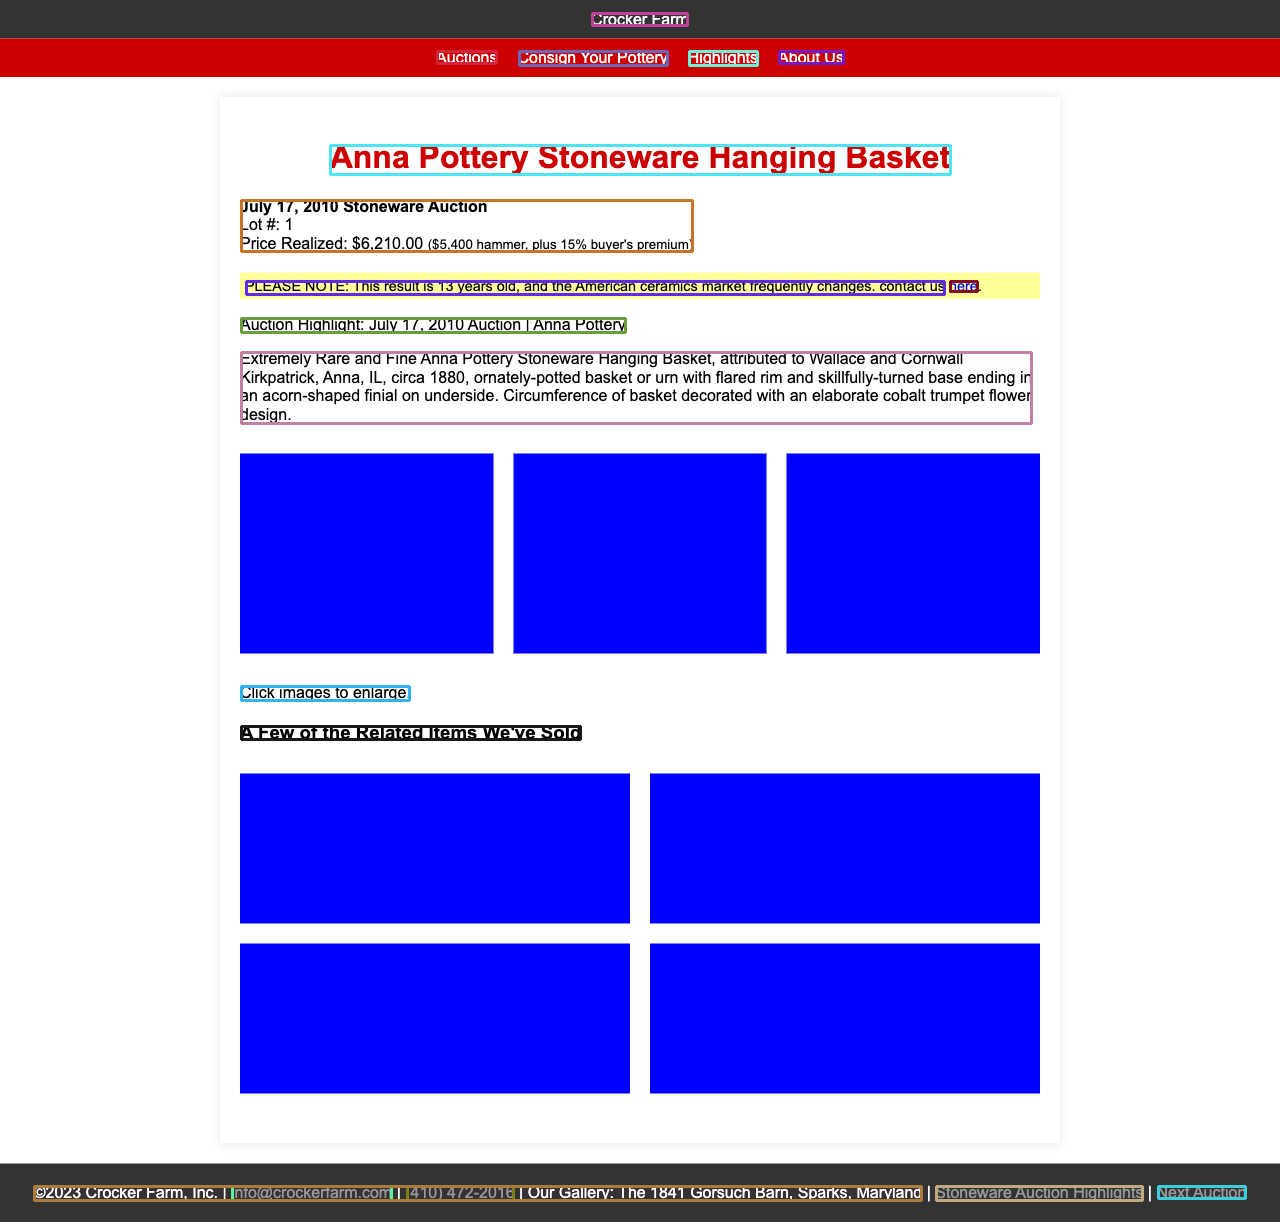 Crocker Farm
Auctions Consign Your Pottery Highlights About Us
Anna Pottery Stoneware Hanging Basket
July 17, 2010 Stoneware Auction
Lot #: 1
Price Realized: $6,210.00 ($5,400 hammer, plus 15% buyer's premium)
PLEASE NOTE: This result is 13 years old, and the American ceramics market frequently changes. contact us here.
Auction Highlight: July 17, 2010 Auction | Anna Pottery
Extremely Rare and Fine Anna Pottery Stoneware Hanging Basket, attributed to Wallace and Cornwall
Kirkpatrick, Anna, IL, circa 1880, ornately-potted basket or urn with flared rim and skillfully-turned base ending in
an acorn-shaped finial on underside. Circumference of basket decorated with an elaborate cobalt trumpet flower
design.
Click images to enlarge.
A Few of the Related Items We've Sold
©2023 Crocker Farm, Inc. | info@crockerfarm.com | (410) 472-2016 | Our Gallery: The 1841 Gorsuch Barn, Sparks, Maryland | Stoneware Auction Highlights | Next Auction